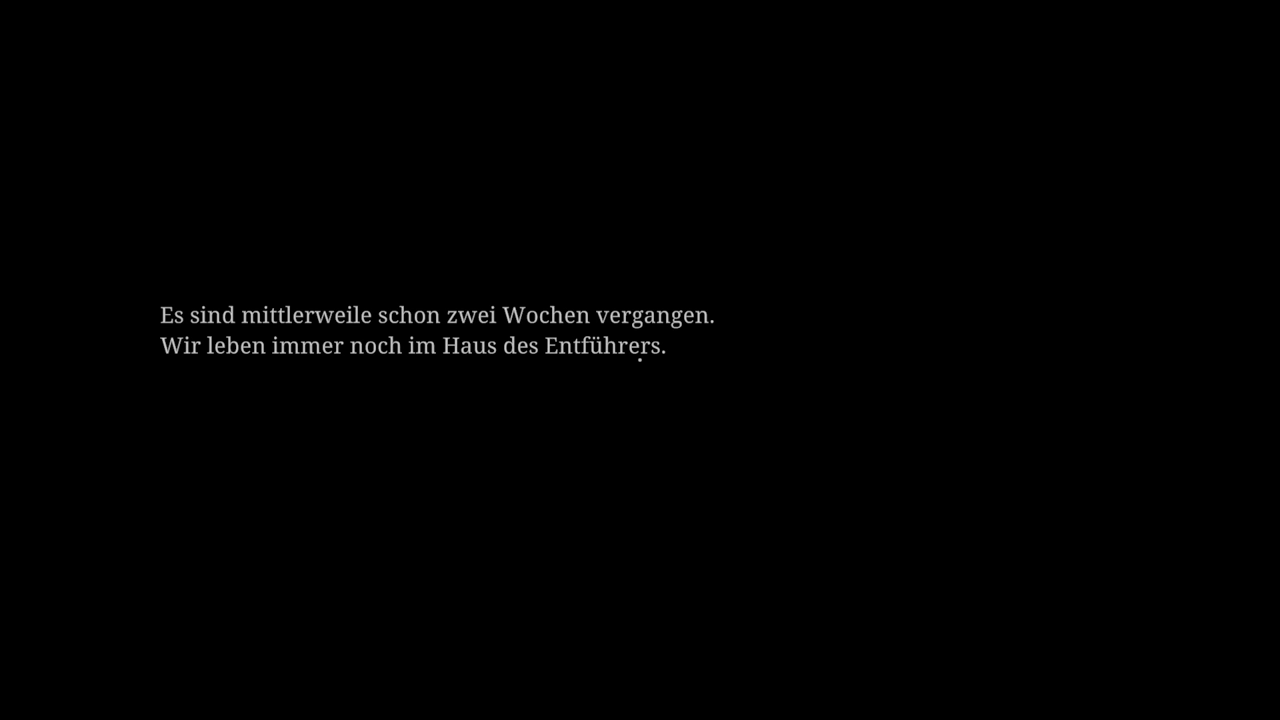 Es sind mittlerweile schon zwei Wochen vergangen.
Wir leben immer noch im Haus des Entführers.